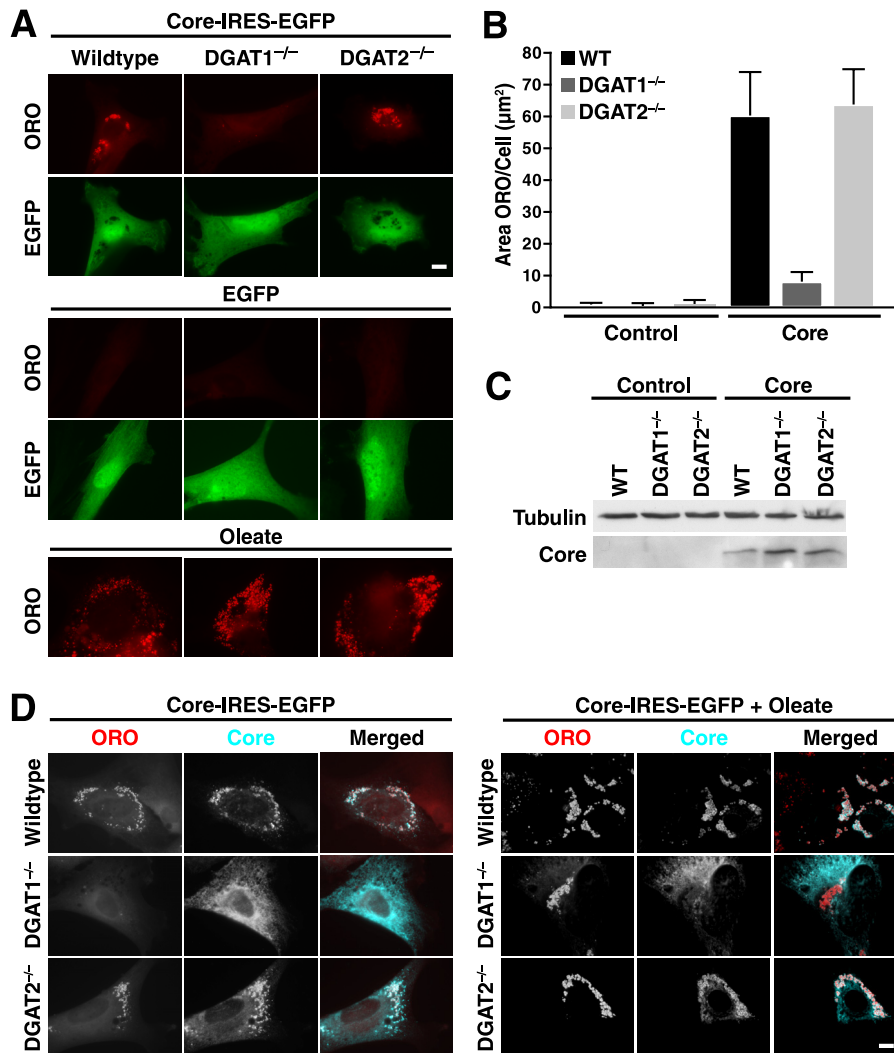 A
Core-IRES-EGFP
Wildtype DGAT1–/– DGAT2–/–
ORO
EGFP
EGFP
ORO
EGFP
Oleate
ORO
B
Area ORO/Cell (µm²)
80
70
60
50
40
30
20
10
0
WT
DGAT1–/–
DGAT2–/–
Control Core
C
Control Core
WT DGAT1–/– DGAT2–/– WT DGAT1–/– DGAT2–/–
Tubulin
Core
D
Core-IRES-EGFP
ORO Core Merged
Wildtype
DGAT1–/–
DGAT2–/–
Core-IRES-EGFP + Oleate
ORO Core Merged
Wildtype
DGAT1–/–
DGAT2–/–